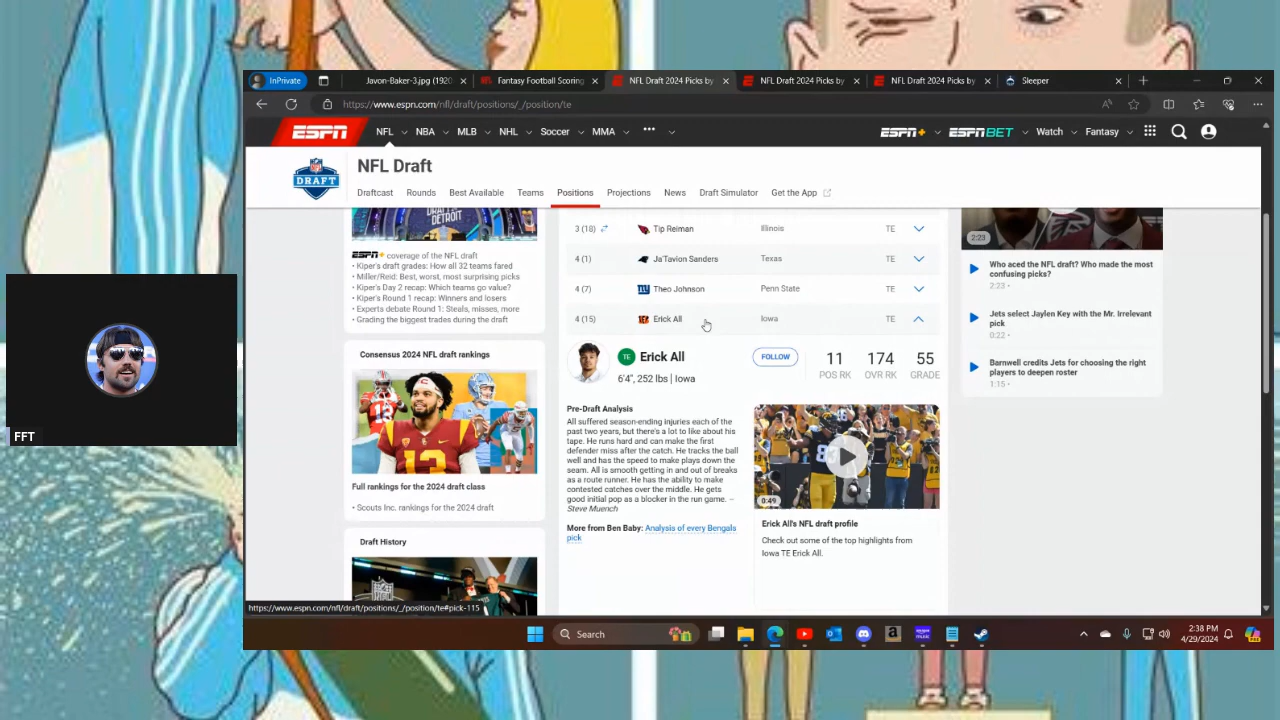 InPrivate
Javon-Baker-3.jpg (1920
Fantasy Football Scoring
NFL Draft 2024 Picks by
NFL Draft 2024 Picks by
NFL Draft 2024 Picks by
Sleeper
https://www.espn.com/nfl/draft/positions/_/position/te
ESPN NFL NBA MLB NHL Soccer MMA ••• ESPN+ ESPN BET Watch Fantasy
NFL DRAFT
NFL Draft
Draftcast Rounds Best Available Teams Positions Projections News Draft Simulator Get the App
DETROIT
ESPN+ coverage of the NFL draft
• Kiper's draft grades: How all 32 teams fared
• Miller/Reid: Best, worst, most surprising picks
• Kiper's Day 2 recap: Which teams go value?
• Kiper's Round 1 recap: Winners and losers
• Experts debate Round 1: Steals, misses, more
• Grading the biggest trades during the draft
Consensus 2024 NFL draft rankings
13
Full rankings for the 2024 draft class
• Scouts Inc. rankings for the 2024 draft
Draft History
3 (18) Tip Reiman Illinois TE
4 (1) Ja'Tavion Sanders Texas TE
4 (7) Theo Johnson Penn State TE
4 (15) Erick All Iowa TE
TE Erick All
6'4", 252 lbs | Iowa
FOLLOW
11 174 55
POS RK OVR RK GRADE
Pre-Draft Analysis
All suffered season-ending injuries each of the
past two years, but there's a lot to like about his
tape. He runs hard and can make the first
defender miss after the catch. He tracks the ball
well and has the speed to make plays down the
seam. All is smooth getting in and out of breaks
as a route runner. He has the ability to make
contested catches over the middle. He gets
good initial pop as a blocker in the run game. --
Steve Muench
More from Ben Baby: Analysis of every Bengals
pick
0:49
Erick All's NFL draft profile
Check out some of the top highlights from
Iowa TE Erick All.
2:23
Who aced the NFL draft? Who made the most
confusing picks?
2:23 •
Jets select Jaylen Key with the Mr. Irrelevant
pick
0:22 •
Barnwell credits Jets for choosing the right
players to deepen roster
1:15 •
FFT
https://www.espn.com/nfl/draft/positions/_/position/te#pick-115
Search
2:38 PM
4/29/2024